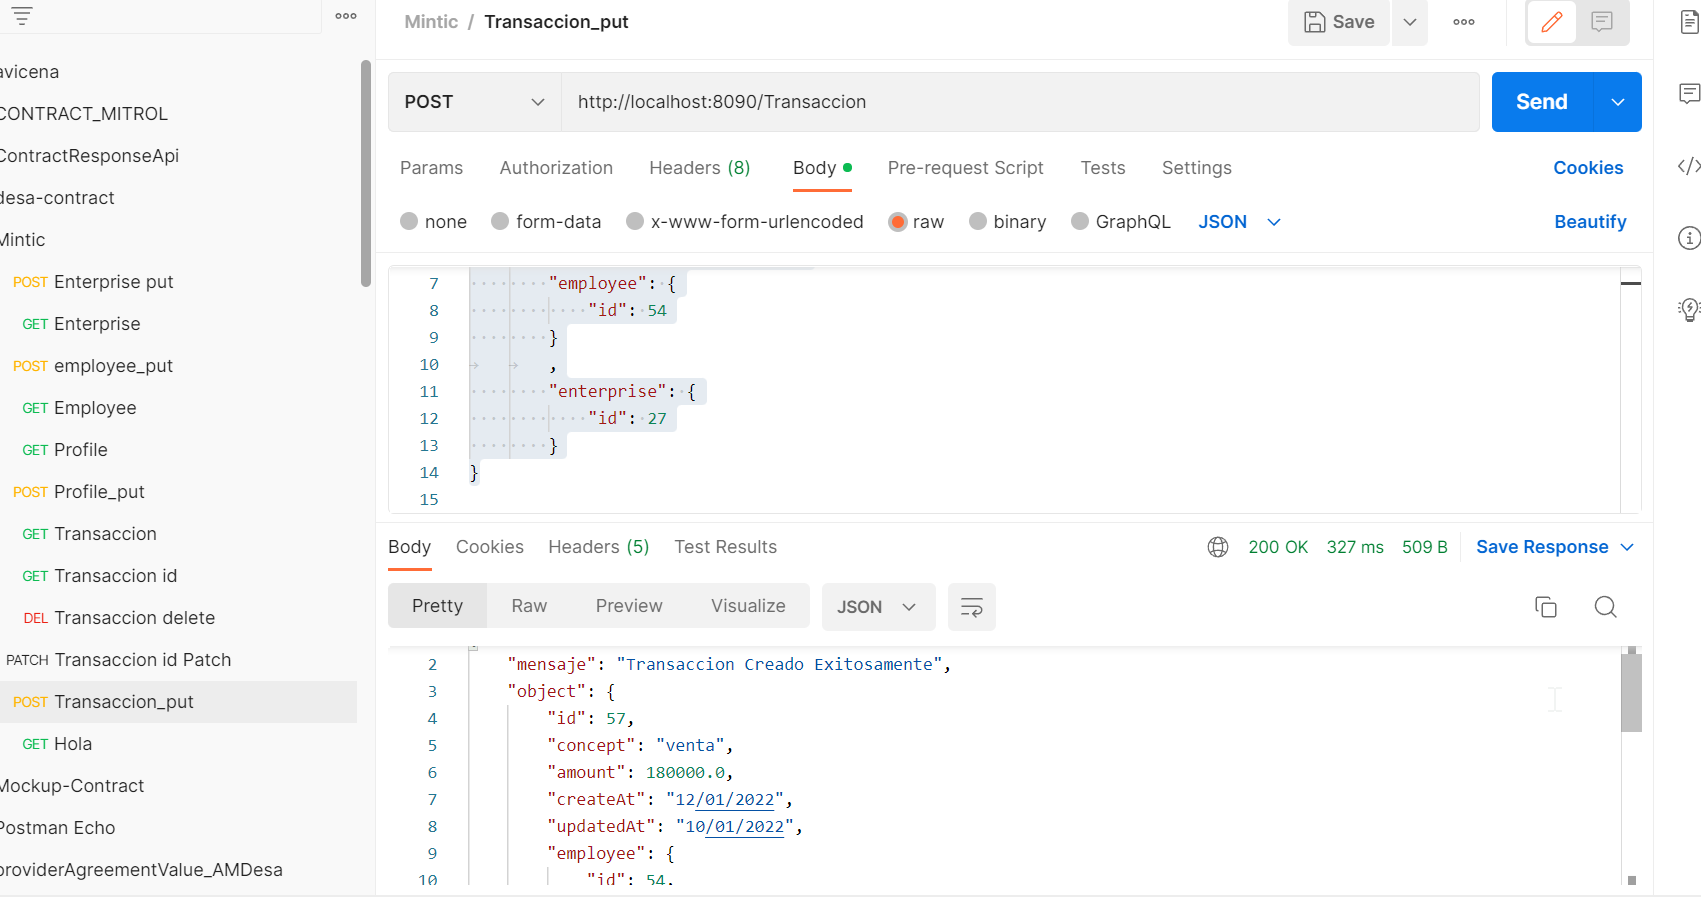 avicena
CONTRACT_MITROL
ContractResponseApi
desa-contract
Mintic
POST Enterprise put
GET Enterprise
POST employee_put
GET Employee
GET Profile
POST Profile_put
GET Transaccion
GET Transaccion id
DEL Transaccion delete
PATCH Transaccion id Patch
POST Transaccion_put
GET Hola
Mockup-Contract
Postman Echo
providerAgreementValue_AMDesa
Mintic / Transaccion_put
Save
POST http://localhost:8090/Transaccion Send
Params Authorization Headers (8) Body Pre-request Script Tests Settings Cookies
none form-data x-www-form-urlencoded raw binary GraphQL JSON Beautify
7 "employee": {
8 "id": 54
9 }
10 ,
11 "enterprise": {
12 "id": 27
13 }
14 }
15
Body Cookies Headers (5) Test Results 200 OK 327 ms 509 B Save Response
Pretty Raw Preview Visualize JSON
2 "mensaje": "Transaccion Creado Exitosamente",
3 "object": {
4 "id": 57,
5 "concept": "venta",
6 "amount": 180000.0,
7 "createAt": "12/01/2022",
8 "updatedAt": "10/01/2022",
9 "employee": {
10 "id": 54,